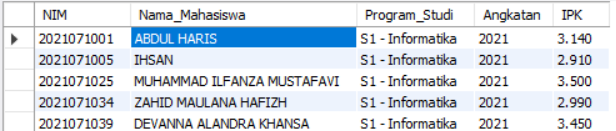 NIM Nama_Mahasiswa Program_Studi Angkatan IPK
2021071001 ABDUL HARIS S1 - Informatika 2021 3.140
2021071005 IHSAN S1 - Informatika 2021 2.910
2021071025 MUHAMMAD ILFANZA MUSTAFAVI S1 - Informatika 2021 3.500
2021071034 ZAHID MAULANA HAFIZH S1 - Informatika 2021 2.990
2021071039 DEVANNA ALANDRA KHANSA S1 - Informatika 2021 3.450